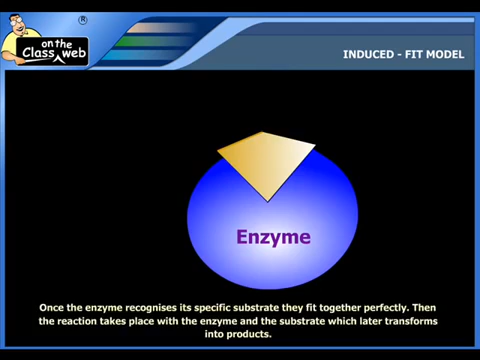 on the
Class web
®
INDUCED - FIT MODEL
Enzyme
Once the enzyme recognises its specific substrate they fit together perfectly. Then
the reaction takes place with the enzyme and the substrate which later transforms
into products.